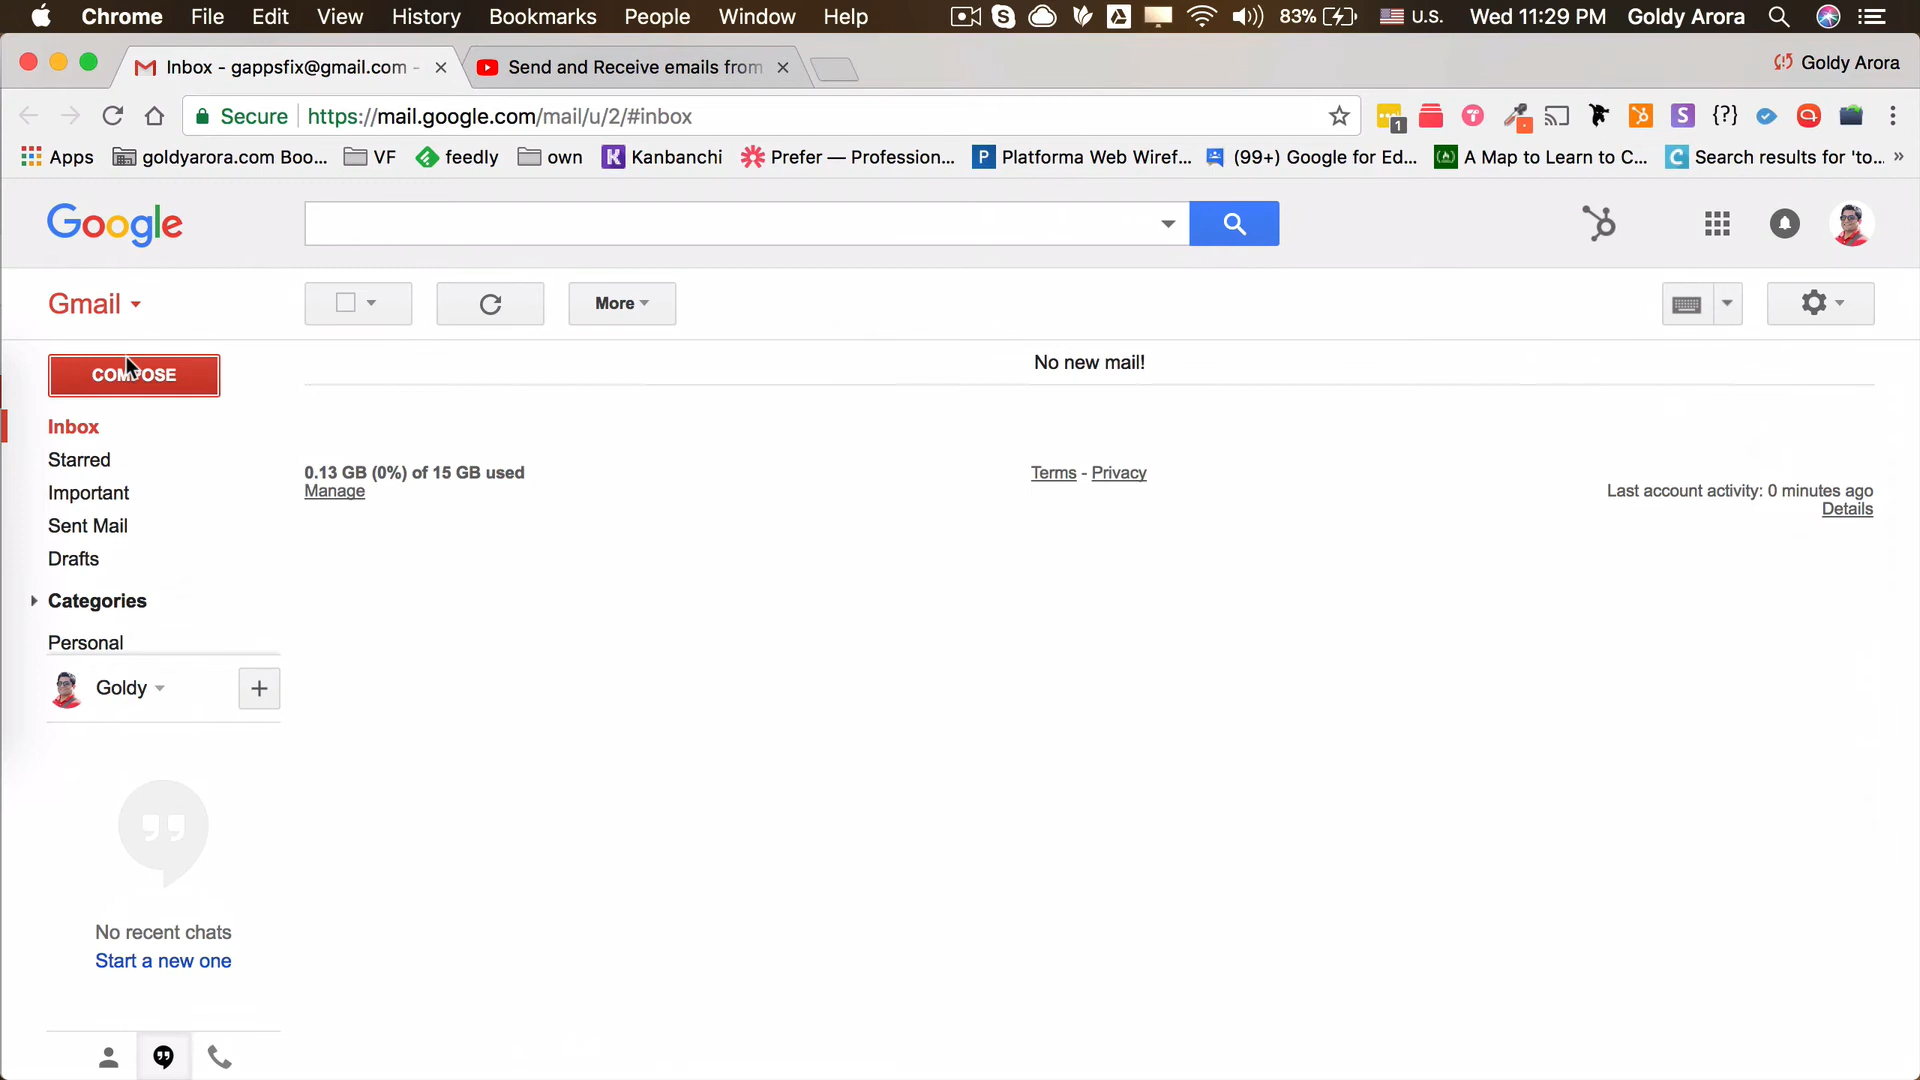 Chrome File Edit View History Bookmarks People Window Help 83% U.S. Wed 11:29 PM Goldy Arora
Inbox - gappsfix@gmail.com - Send and Receive emails from Goldy Arora
Secure https://mail.google.com/mail/u/2/#inbox 1 S {?}
Apps goldyarora.com Boo... VF feedly own K Kanbanchi Prefer — Profession... P Platforma Web Wiref... (99+) Google for Ed... A Map to Learn to C... C Search results for 'to... »
Google
Gmail More
COMPOSE No new mail!
Inbox
Starred
0.13 GB (0%) of 15 GB used Terms - Privacy
Manage Last account activity: 0 minutes ago
Important
Details
Sent Mail
Drafts
Categories
Personal
Goldy +
No recent chats
Start a new one